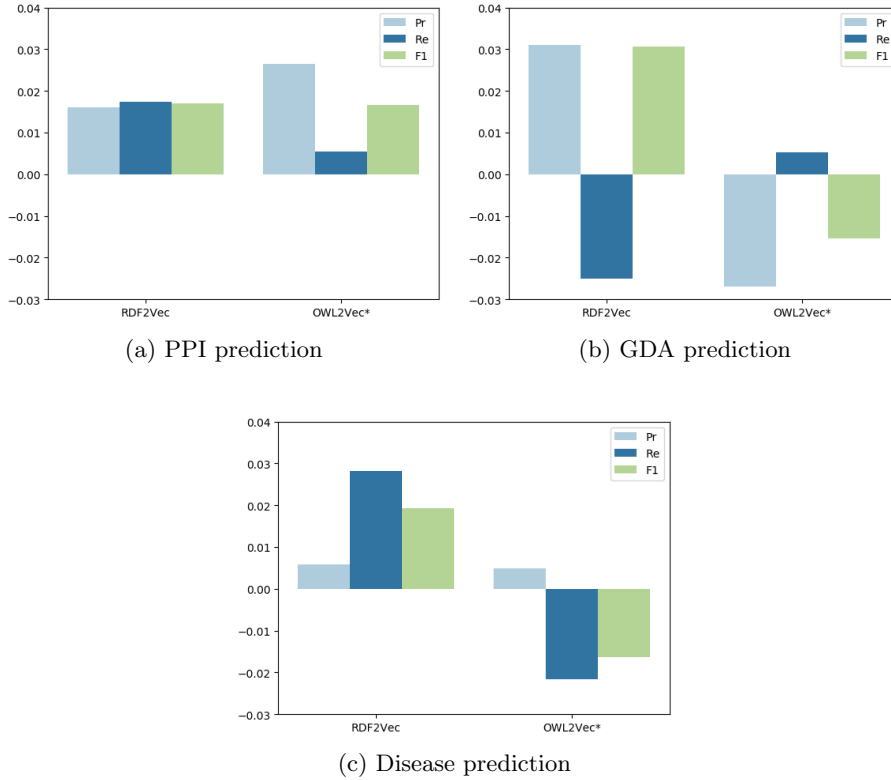 0.04
0.03
0.02
0.01
0.00
−0.01
−0.02
−0.03
Pr
Re
F1
RDF2Vec
OWL2Vec*
(a) PPI prediction
0.04
0.03
0.02
0.01
0.00
−0.01
−0.02
−0.03
Pr
Re
F1
RDF2Vec
OWL2Vec*
(b) GDA prediction
0.04
0.03
0.02
0.01
0.00
−0.01
−0.02
−0.03
Pr
Re
F1
RDF2Vec
OWL2Vec*
(c) Disease prediction